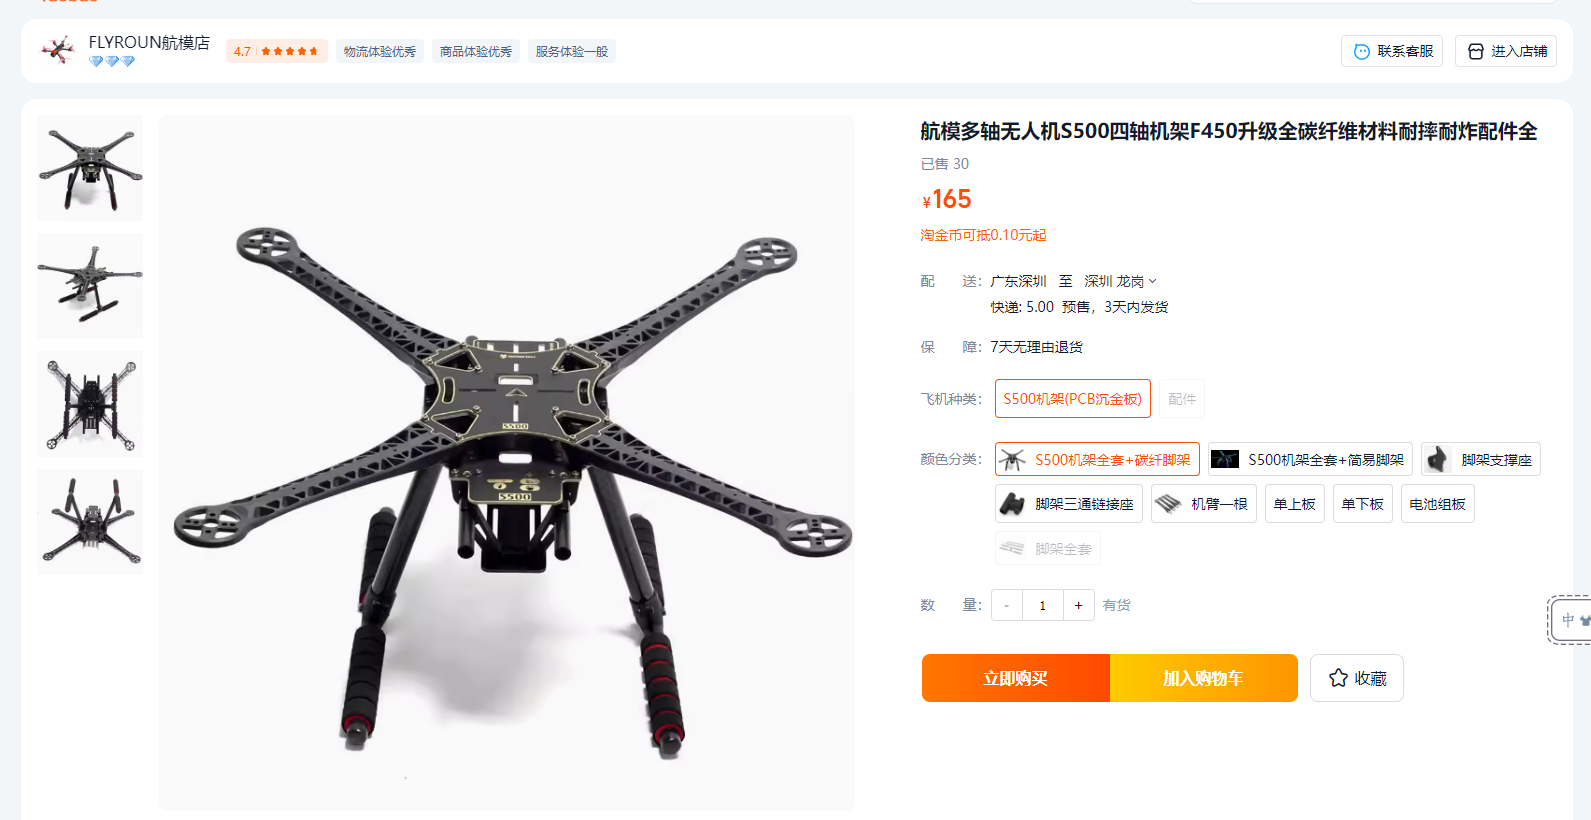 FLYROUN航模店
4.7
物流体验优秀
商品体验优秀
服务体验一般
联系客服
进入店铺
航模多轴无人机S500四轴机架F450升级全碳纤维材料耐摔耐炸配件全
已售 30
¥165
淘金币可抵0.10元起
配 送: 广东深圳 至 深圳 龙岗
快递: 5.00 预售，3天内发货
保 障: 7天无理由退货
飞机种类: S500机架(PCB沉金板) 配件
颜色分类: S500机架全套+碳纤脚架 S500机架全套+简易脚架 脚架支撑座
脚架三通链接座 机臂一根 单上板 单下板 电池组板
脚架全套
数 量: - 1 + 有货
中
立即购买 加入购物车 收藏
S500
S500